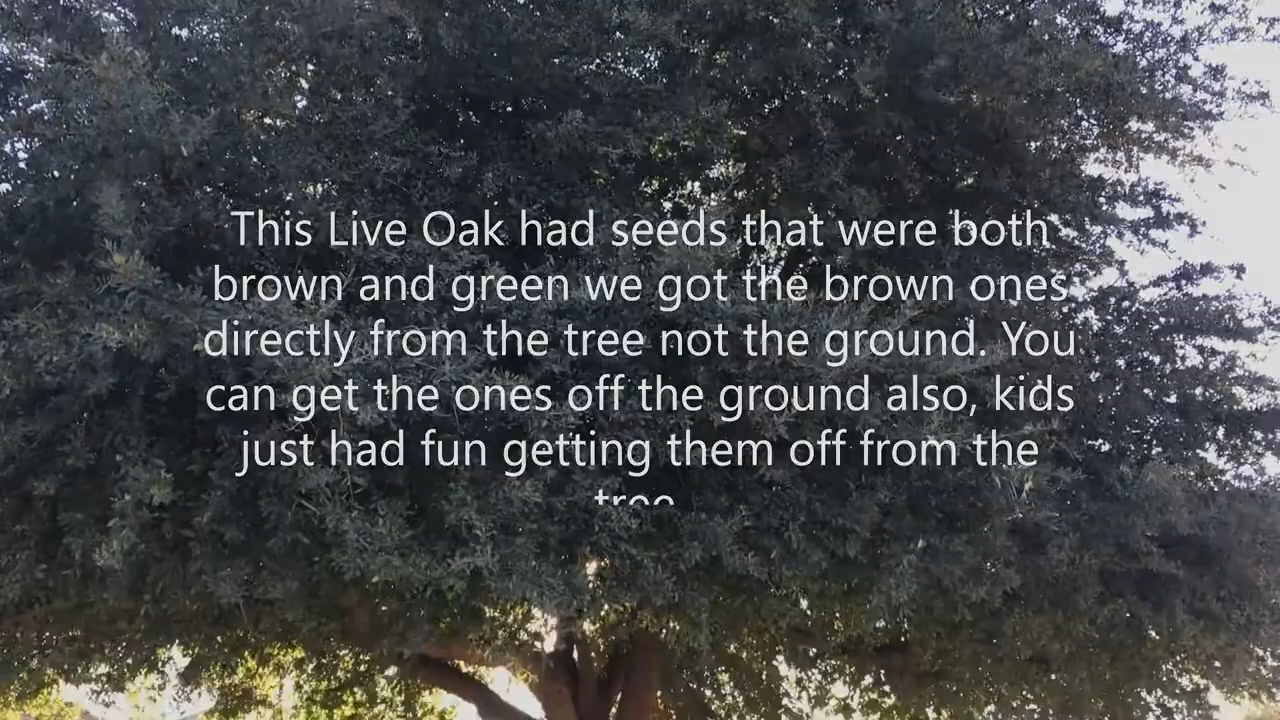 This Live Oak had seeds that were both
brown and green we got the brown ones
directly from the tree not the ground. You
can get the ones off the ground also, kids
just had fun getting them off from the
tree